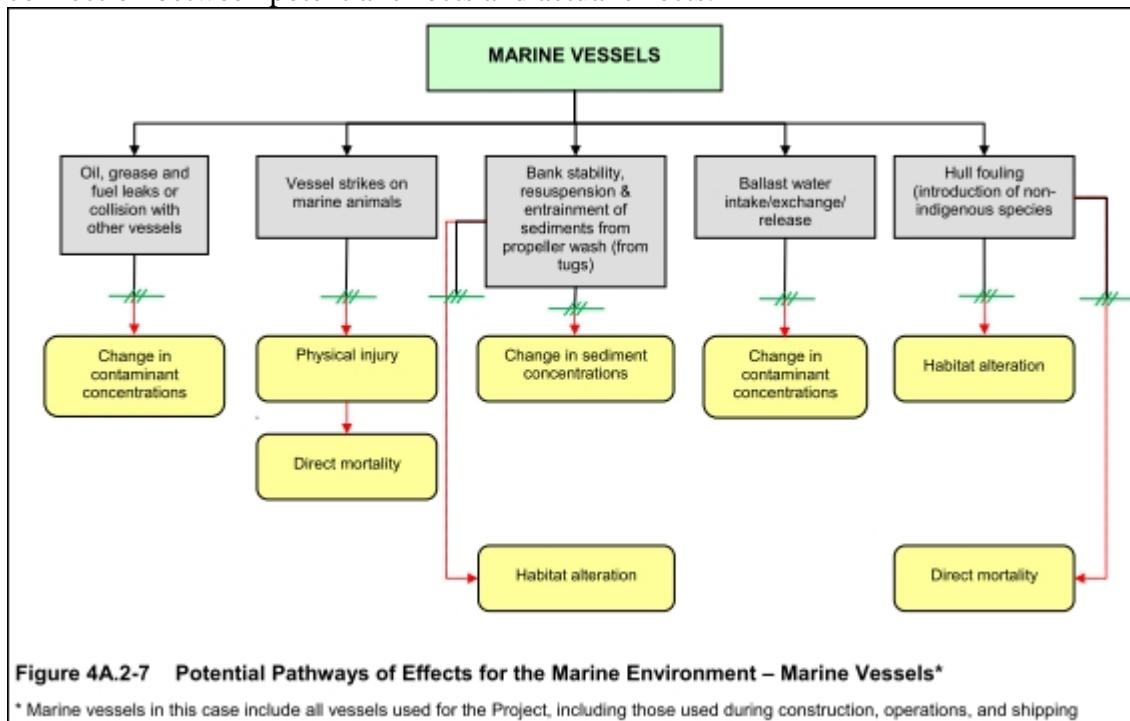 MARINE VESSELS
Oil, grease and
fuel leaks or
collision with
other vessels
Vessel strikes on
marine animals
Bank stability,
resuspension &
entrainment of
sediments from
propeller wash (from
tugs)
Ballast water
intake/exchange/
release
Hull fouling
(introduction of non-
indigenous species
Change in
contaminant
concentrations
Physical injury
Change in sediment
concentrations
Change in
contaminant
concentrations
Habitat alteration
Direct mortality
Habitat alteration
Direct mortality
Figure 4A.2-7 Potential Pathways of Effects for the Marine Environment – Marine Vessels*
* Marine vessels in this case include all vessels used for the Project, including those used during construction, operations, and shipping